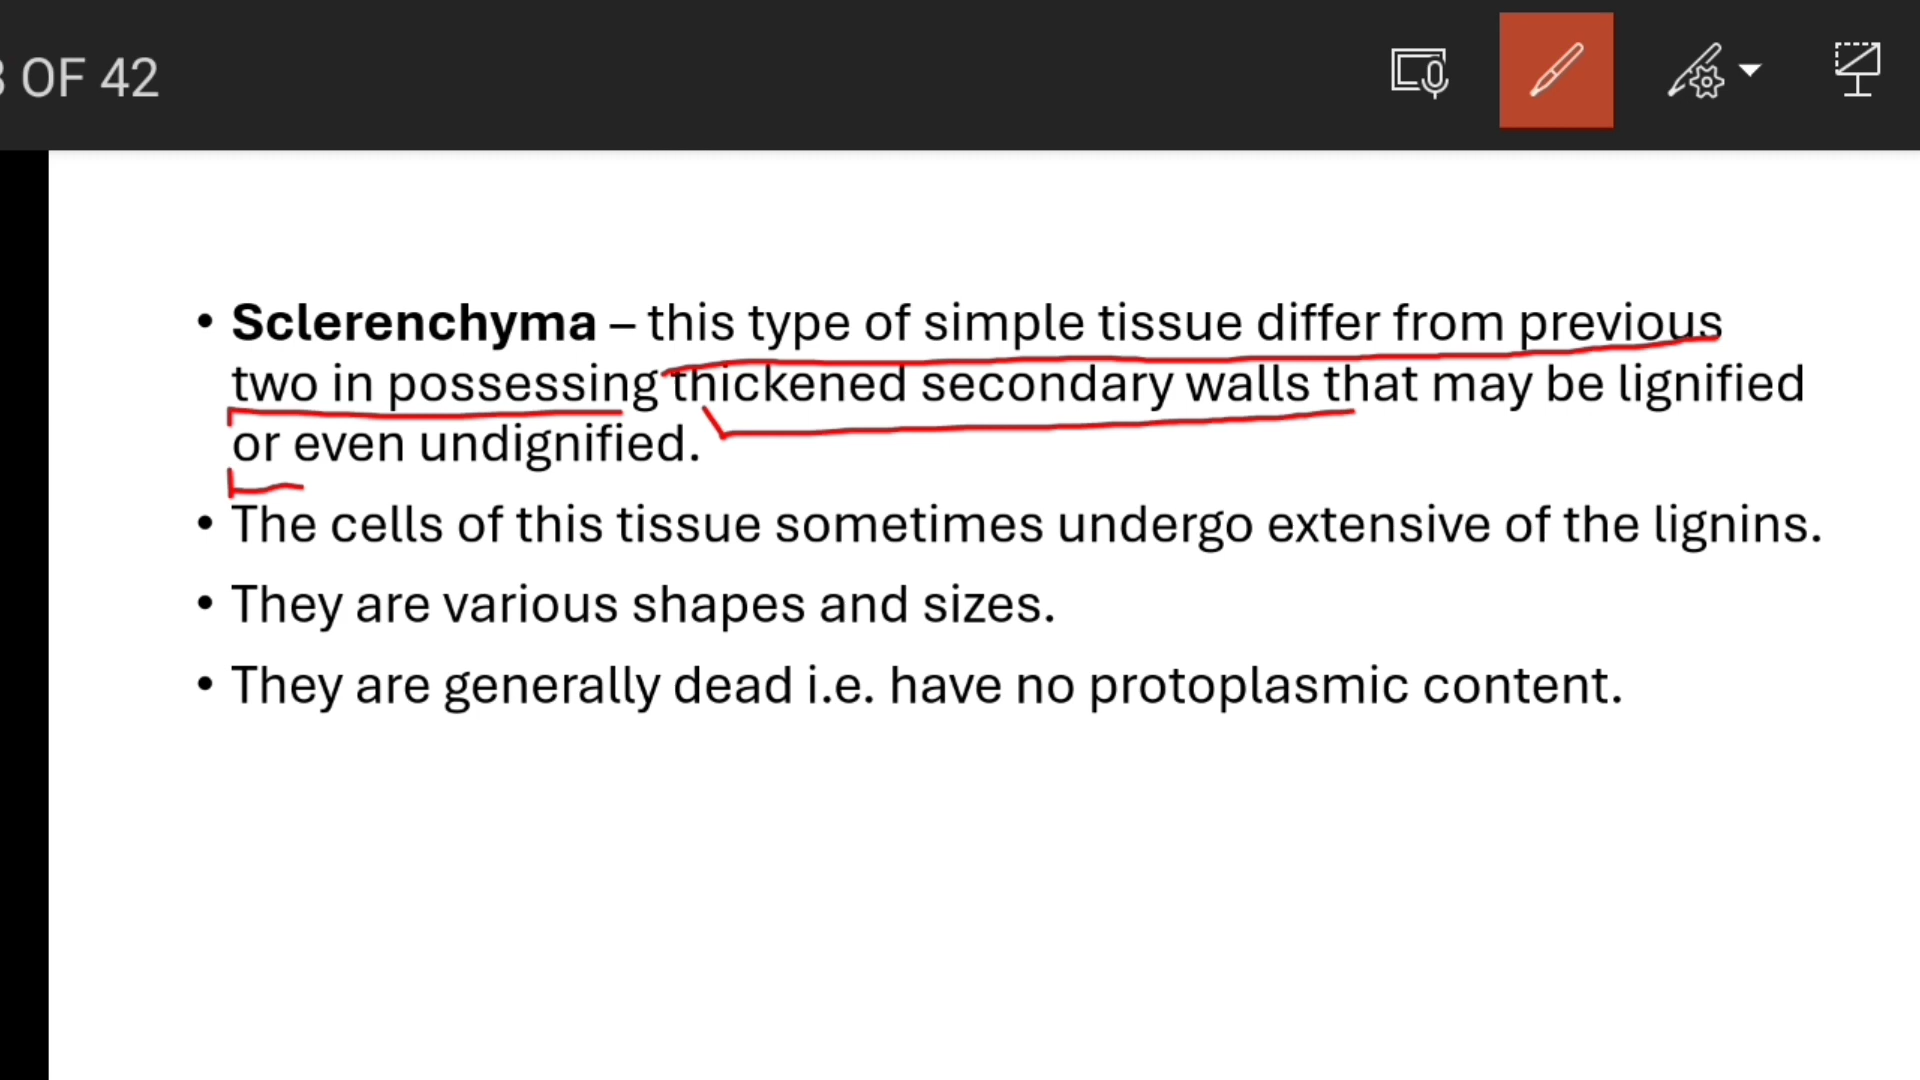 3 OF 42
• Sclerenchyma – this type of simple tissue differ from previous
two in possessing thickened secondary walls that may be lignified
or even undignified.
• The cells of this tissue sometimes undergo extensive of the lignins.
• They are various shapes and sizes.
• They are generally dead i.e. have no protoplasmic content.